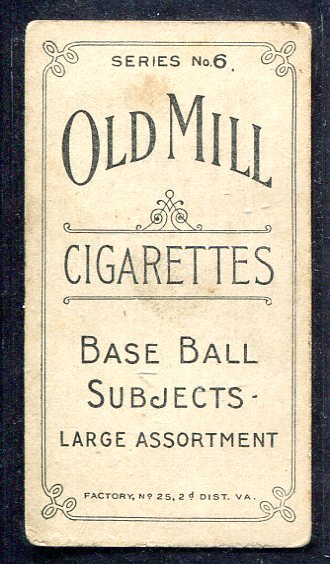 SERIES No.6.
OLD MILL
CIGARETTES
BASE BALL
SUBJECTS-
LARGE ASSORTMENT
FACTORY, Nº 25, 2d DIST. VA.